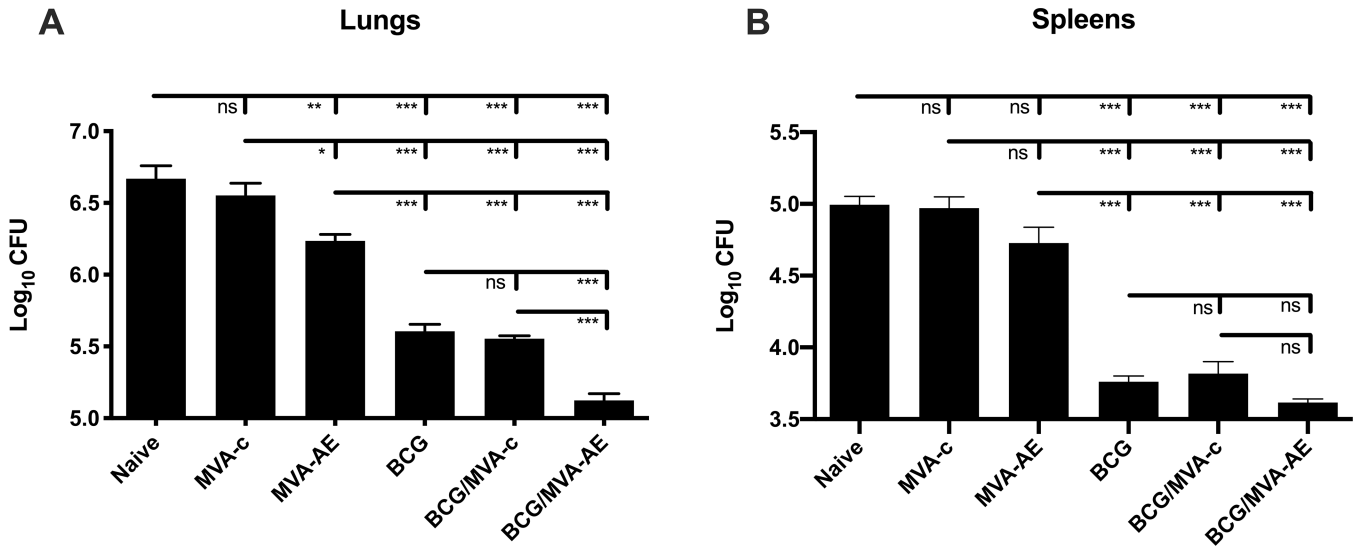 A
Lungs
ns ** *** *** ***
* *** *** ***
*** *** ***
ns ***
***
7.0
6.5
6.0
5.5
5.0
Log10 CFU
Naive
MVA-c
MVA-AE
BCG
BCG/MVA-c
BCG/MVA-AE
B
Spleens
ns ns *** *** ***
ns *** *** ***
*** *** ***
ns ns
ns
5.5
5.0
4.5
4.0
3.5
Log10 CFU
Naive
MVA-c
MVA-AE
BCG
BCG/MVA-c
BCG/MVA-AE